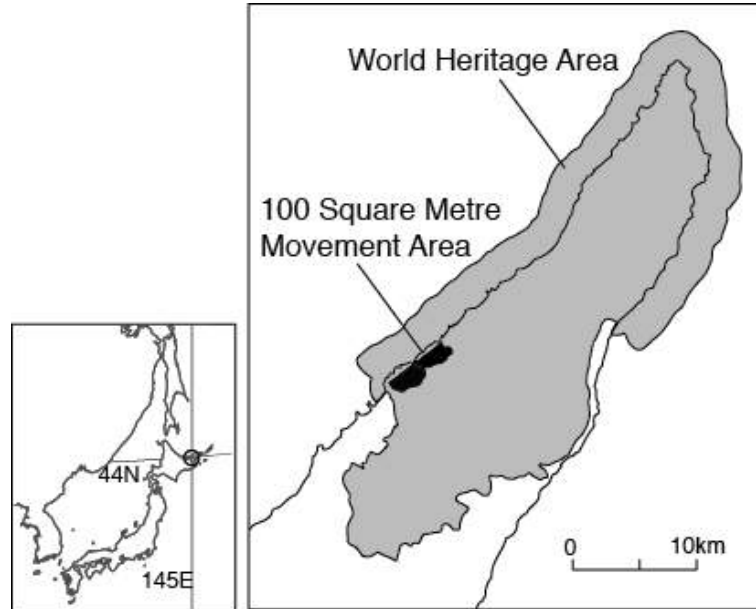 World Heritage Area
100 Square Metre
Movement Area
44N
145E
0 10km